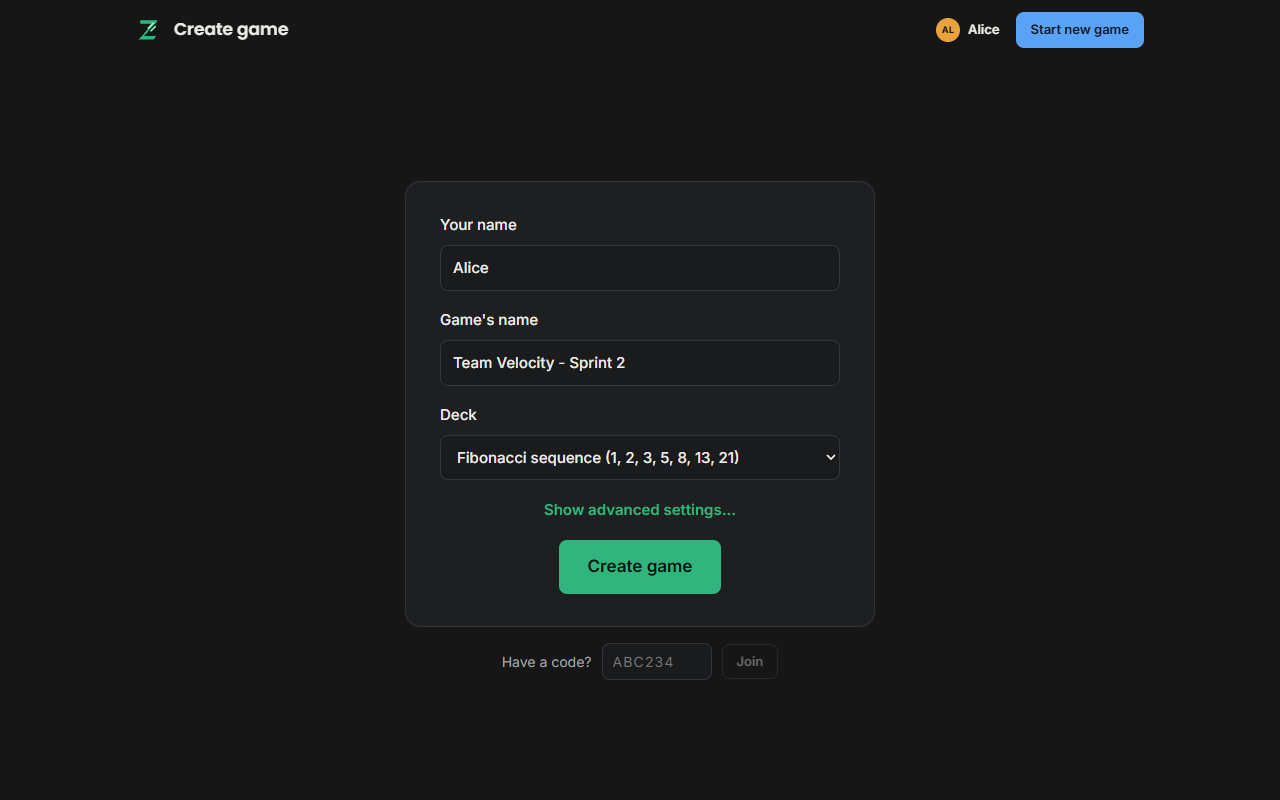 Create game
AL Alice Start new game
Your name
Alice
Game's name
Team Velocity - Sprint 2
Deck
Fibonacci sequence (1, 2, 3, 5, 8, 13, 21)
Show advanced settings...
Create game
Have a code? ABC234 Join